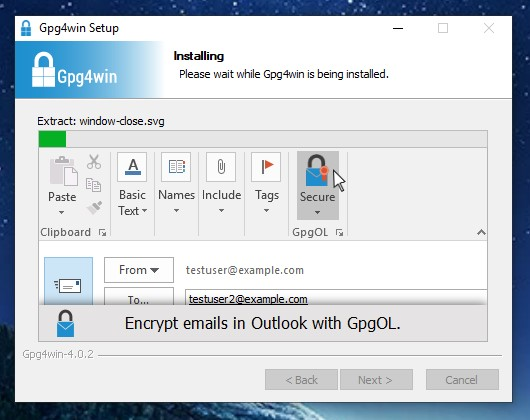 Gpg4win Setup
Installing
Please wait while Gpg4win is being installed.
Gpg4win
Extract: window-close.svg
Paste
Basic Text
Names
Include
Tags
Secure
Clipboard
GpgOL
From
testuser@example.com
To...
testuser2@example.com
Encrypt emails in Outlook with GpgOL.
Gpg4win-4.0.2
< Back
Next >
Cancel